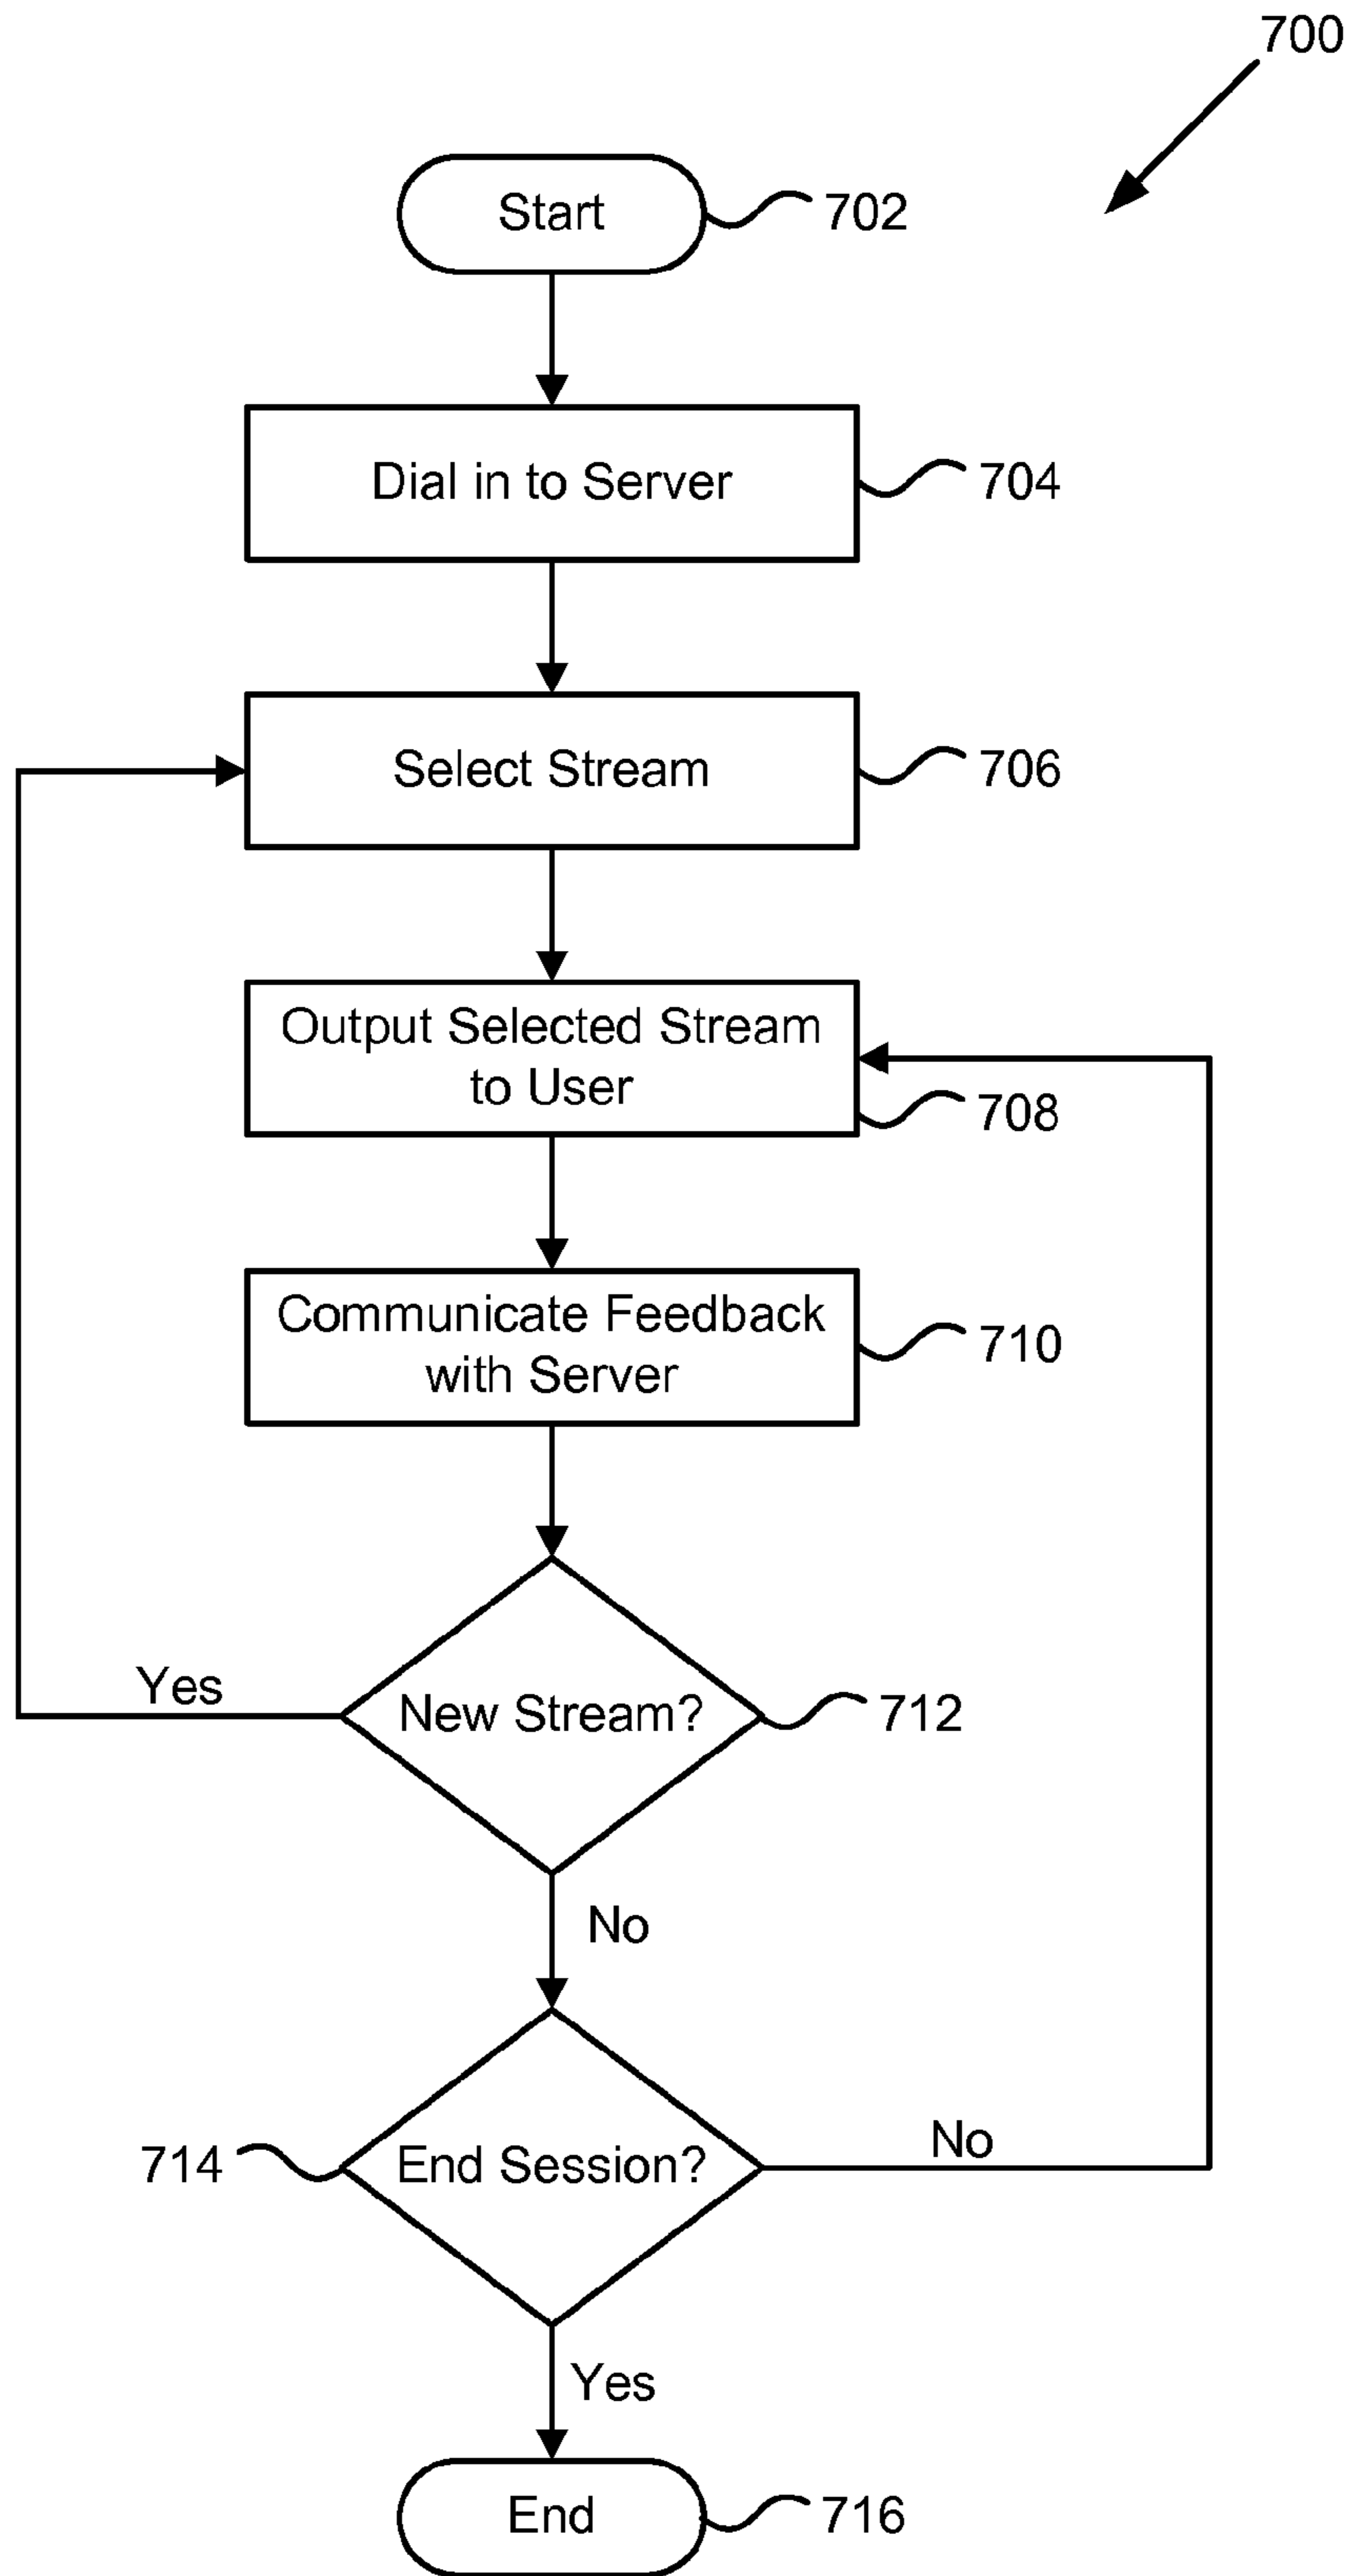 700
Start
702
Dial in to Server
704
Select Stream
706
Output Selected Stream
to User
708
Communicate Feedback
with Server
710
Yes
New Stream?
712
No
714
End Session?
No
Yes
End
716